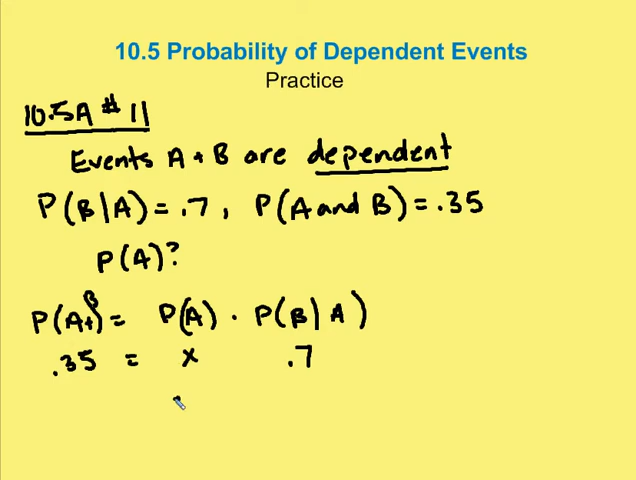 10.5 Probability of Dependent Events
Practice
10.5A # 11
Events A + B are dependent
P(B|A) = .7, P(A and B) = .35
P(A)?
P(A+B) = P(A) · P(B|A)
.35 = x .7